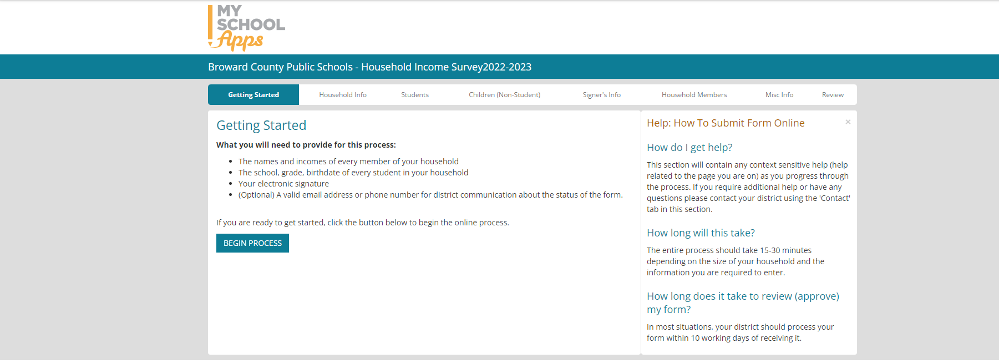 MY
SCHOOL
Apps
Broward County Public Schools - Household Income Survey2022-2023
Getting Started
Household Info
Students
Children (Non-Student)
Signer's Info
Household Members
Misc Info
Review
Getting Started
What you will need to provide for this process:
• The names and incomes of every member of your household
• The school, grade, birthdate of every student in your household
• Your electronic signature
• (Optional) A valid email address or phone number for district communication about the status of the form.
If you are ready to get started, click the button below to begin the online process.
BEGIN PROCESS
Help: How To Submit Form Online
×
How do I get help?
This section will contain any context sensitive help (help
related to the page you are on) as you progress through
the process. If you require additional help or have any
questions please contact your district using the 'Contact'
tab in this section.
How long will this take?
The entire process should take 15-30 minutes
depending on the size of your household and the
information you are required to enter.
How long does it take to review (approve)
my form?
In most situations, your district should process your
form within 10 working days of receiving it.